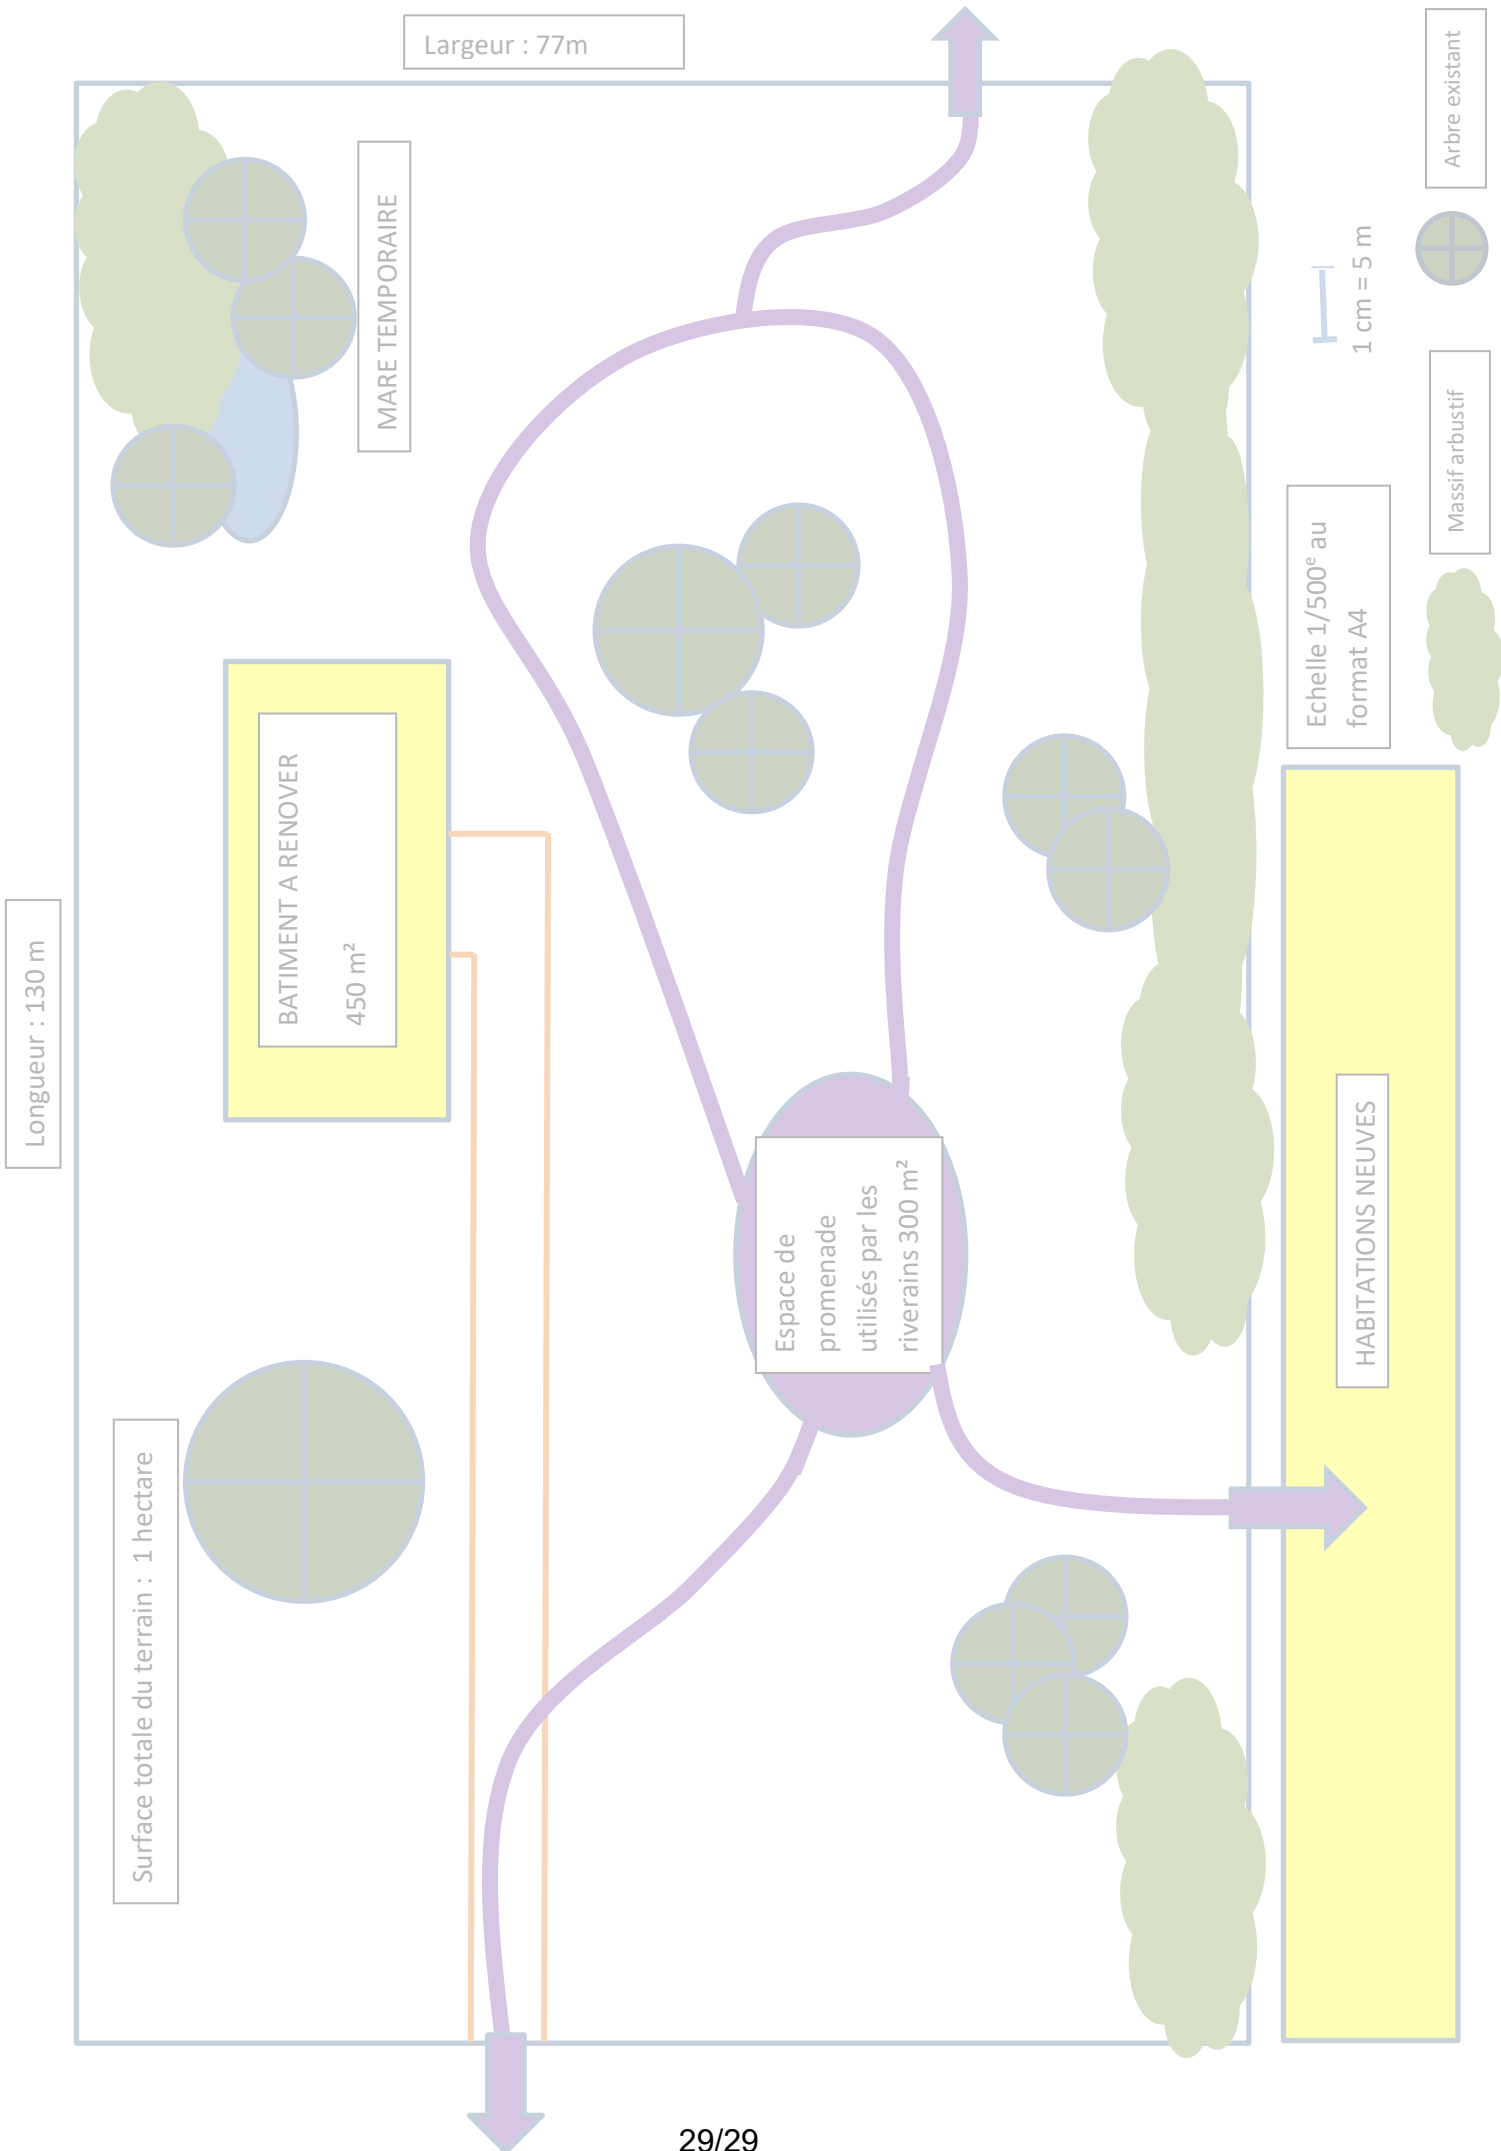 Largeur : 77m
Arbre existant
MARE TEMPORAIRE
1 cm = 5 m
Massif arbustif
Echelle 1/500ᵉ au
format A4
BATIMENT A RENOVER
450 m²
Longueur : 130 m
Espace de
promenade
utilisés par les
riverains 300 m²
HABITATIONS NEUVES
Surface totale du terrain : 1 hectare
29/29